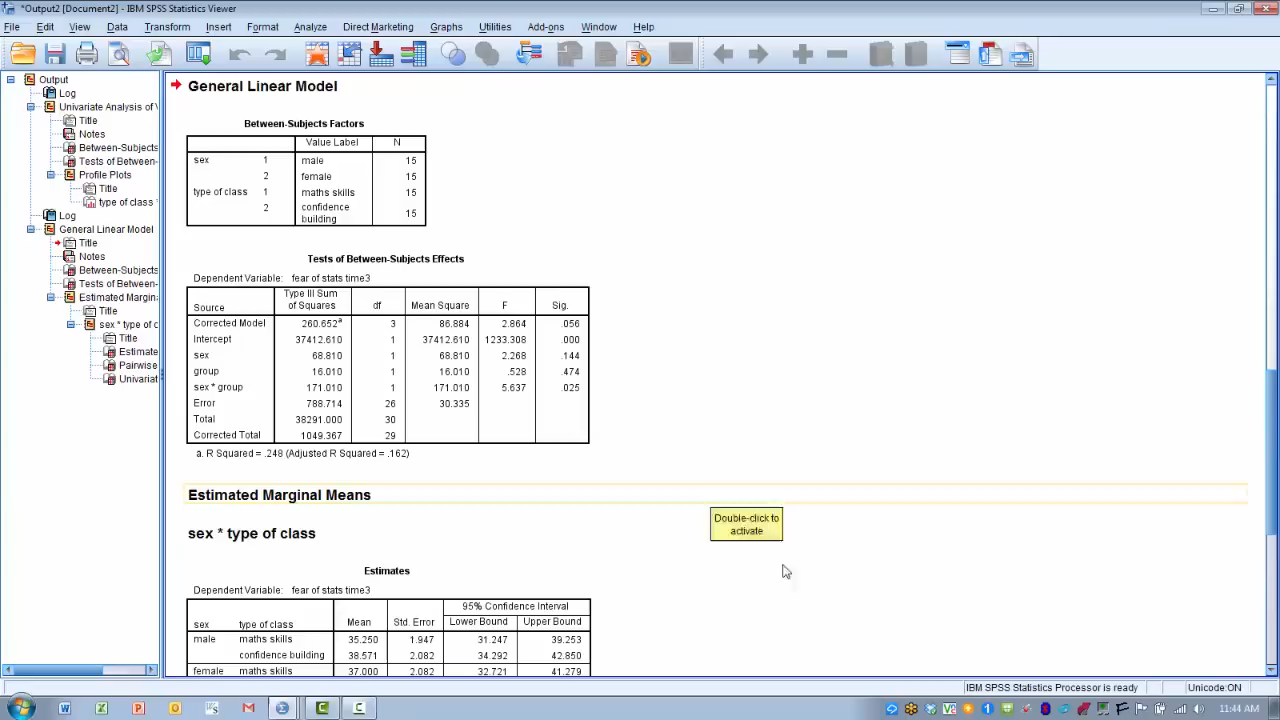 *Output2 [Document2] - IBM SPSS Statistics Viewer
File Edit View Data Transform Insert Format Analyze Direct Marketing Graphs Utilities Add-ons Window Help
Output
Log
Univariate Analysis of V
Title
Notes
Between-Subjects
Tests of Between-
Profile Plots
Title
type of class
Log
General Linear Model
Title
Notes
Between-Subjects
Tests of Between-
Estimated Margina
Title
sex * type of c
Title
Estimate
Pairwise
Univariat
General Linear Model
Between-Subjects Factors
Value Label N
sex 1 male 15
2 female 15
type of class 1 maths skills 15
2 confidence building 15
Tests of Between-Subjects Effects
Dependent Variable: fear of stats time3
Source Type III Sum of Squares df Mean Square F Sig.
Corrected Model 260.652a 3 86.884 2.864 .056
Intercept 37412.610 1 37412.610 1233.308 .000
sex 68.810 1 68.810 2.268 .144
group 16.010 1 16.010 .528 .474
sex * group 171.010 1 171.010 5.637 .025
Error 788.714 26 30.335
Total 38291.000 30
Corrected Total 1049.367 29
a. R Squared = .248 (Adjusted R Squared = .162)
Estimated Marginal Means
Double-click to
activate
sex * type of class
Estimates
Dependent Variable: fear of stats time3
95% Confidence Interval
sex type of class Mean Std. Error Lower Bound Upper Bound
male maths skills 35.250 1.947 31.247 39.253
confidence building 38.571 2.082 34.292 42.850
female maths skills 37.000 2.082 32.721 41.279
IBM SPSS Statistics Processor is ready Unicode:ON
11:44 AM